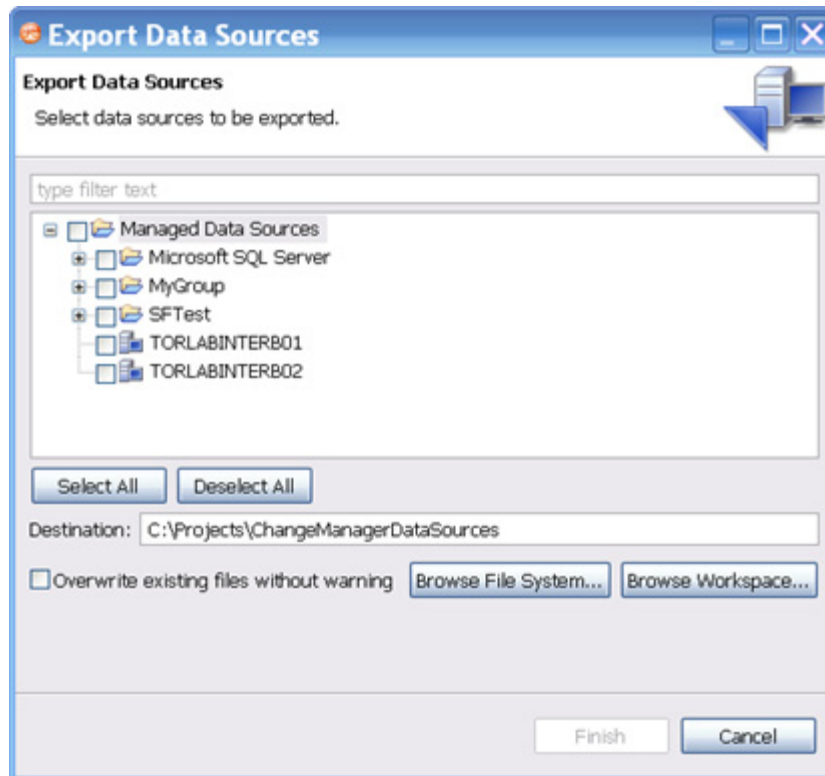 Export Data Sources
Export Data Sources
Select data sources to be exported.
type filter text
Managed Data Sources
Microsoft SQL Server
MyGroup
SFTest
TORLABINTERB01
TORLABINTERB02
Select All Deselect All
Destination: C:\Projects\ChangeManagerDataSources
Overwrite existing files without warning Browse File System... Browse Workspace...
Finish Cancel